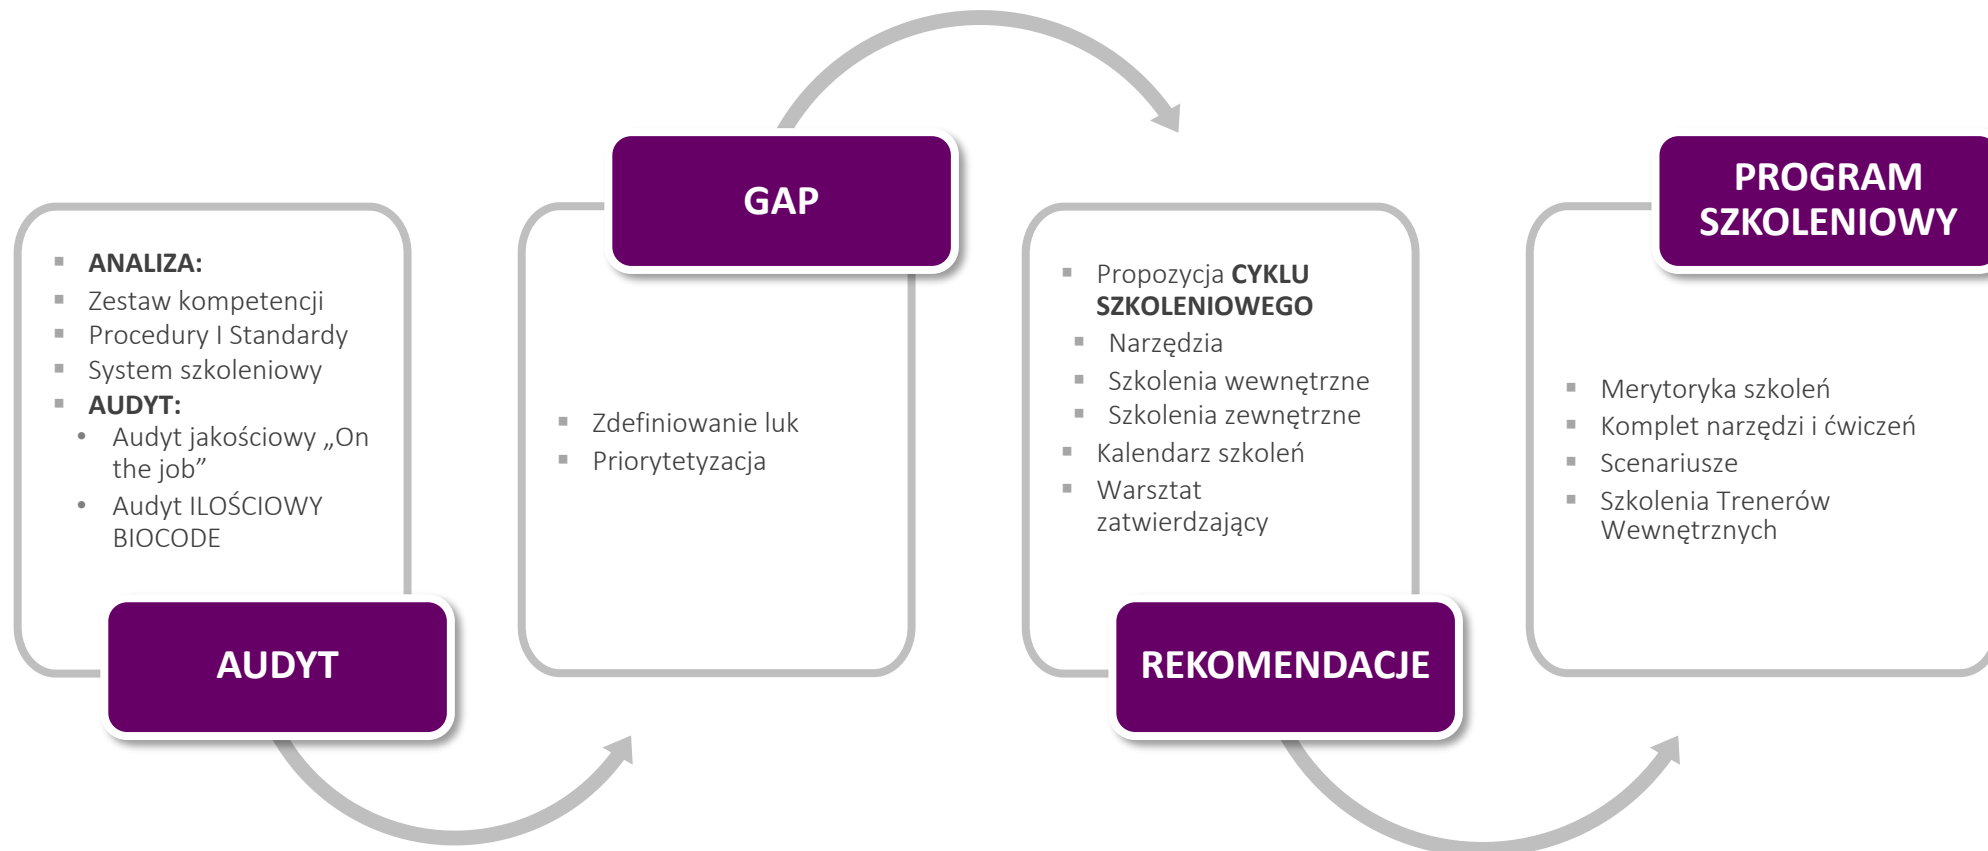 ANALIZA:
Zestaw kompetencji
Procedury I Standardy
System szkoleniowy
AUDYT:
Audyt jakościowy „On
the job”
Audyt ILOŚCIOWY
BIOCODE
AUDYT
GAP
Zdefiniowanie luk
Priorytetyzacja
Propozycja CYKLU
SZKOLENIOWEGO
Narzędzia
Szkolenia wewnętrzne
Szkolenia zewnętrzne
Kalendarz szkoleń
Warsztat
zatwierdzający
REKOMENDACJE
PROGRAM
SZKOLENIOWY
Merytoryka szkoleń
Komplet narzędzi i ćwiczeń
Scenariusze
Szkolenia Trenerów
Wewnętrznych